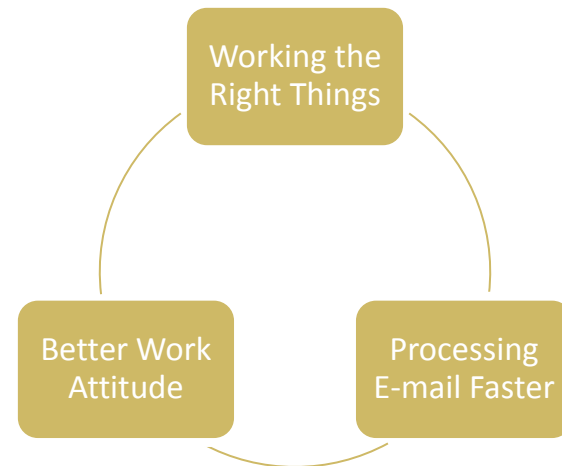 Working the
Right Things
Processing
E-mail Faster
Better Work
Attitude